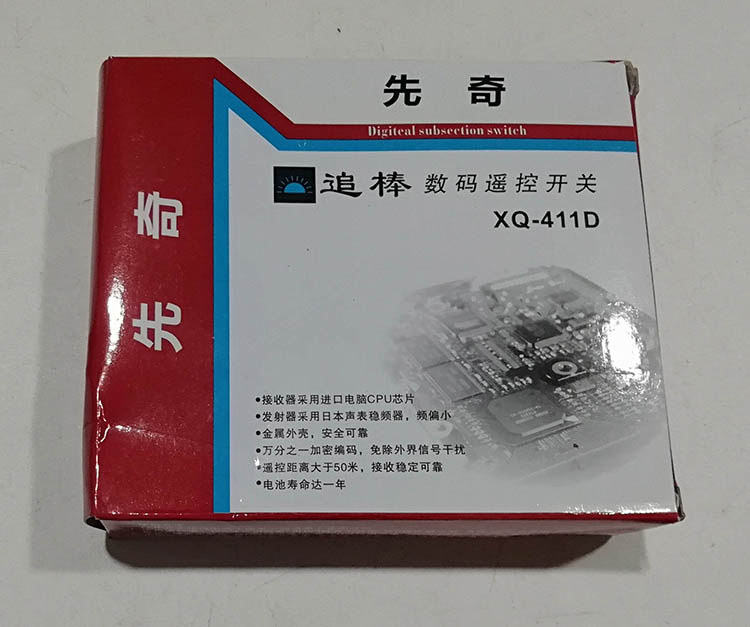 先 奇
Digiteal subsection switch
追棒 数码遥控开关
XQ-411D
先 奇
•接收器采用进口电脑CPU芯片
•发射器采用日本声表稳频器，频偏小
•金属外壳，安全可靠
•万分之一加密编码，免除外界信号干扰
•遥控距离大于50米，接收稳定可靠
•电池寿命达一年